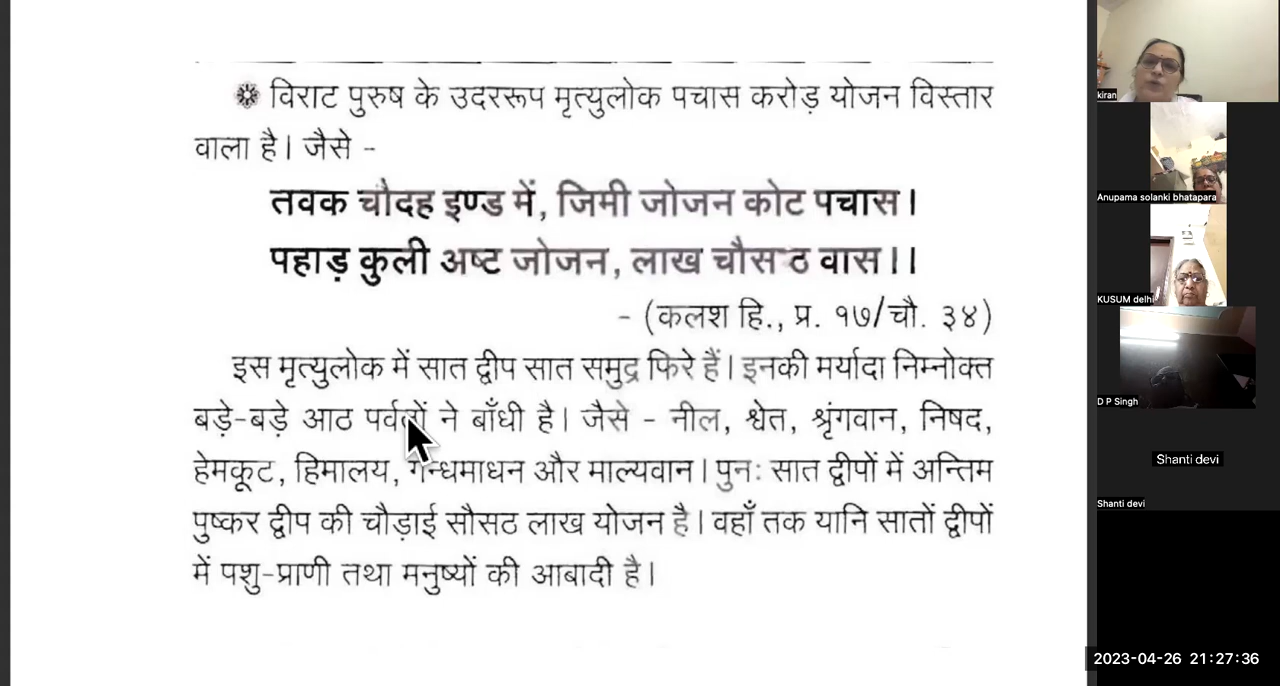 ❋ विराट पुरुष के उदररूप मृत्युलोक पचास करोड़ योजन विस्तार
वाला है। जैसे -
तवक चौदह इण्ड में, जिमी जोजन कोट पचास।
पहाड़ कुली अष्ट जोजन, लाख चौसठ वास।।
- (कलश हि., प्र. १७/चौ. ३४)
इस मृत्युलोक में सात द्वीप सात समुद्र फिरे हैं। इनकी मर्यादा निम्नोक्त
बड़े-बड़े आठ पर्वतों ने बाँधी है। जैसे - नील, श्वेत, श्रृंगवान, निषद,
हेमकूट, हिमालय, गन्धमाधन और माल्यवान। पुनः सात द्वीपों में अन्तिम
पुष्कर द्वीप की चौड़ाई सौसठ लाख योजन है। वहाँ तक यानि सातों द्वीपों
में पशु-प्राणी तथा मनुष्यों की आबादी है।
kiran
Anupama solanki bhatapara
KUSUM delhi
D P Singh
Shanti devi
Shanti devi
2023-04-26 21:27:36